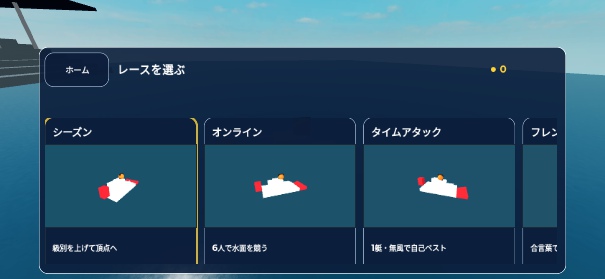 ホーム
レースを選ぶ
0
シーズン
オンライン
タイムアタック
フレン
級別を上げて頂点へ
6人で水面を競う
1艇・無風で自己ベスト
合言葉で